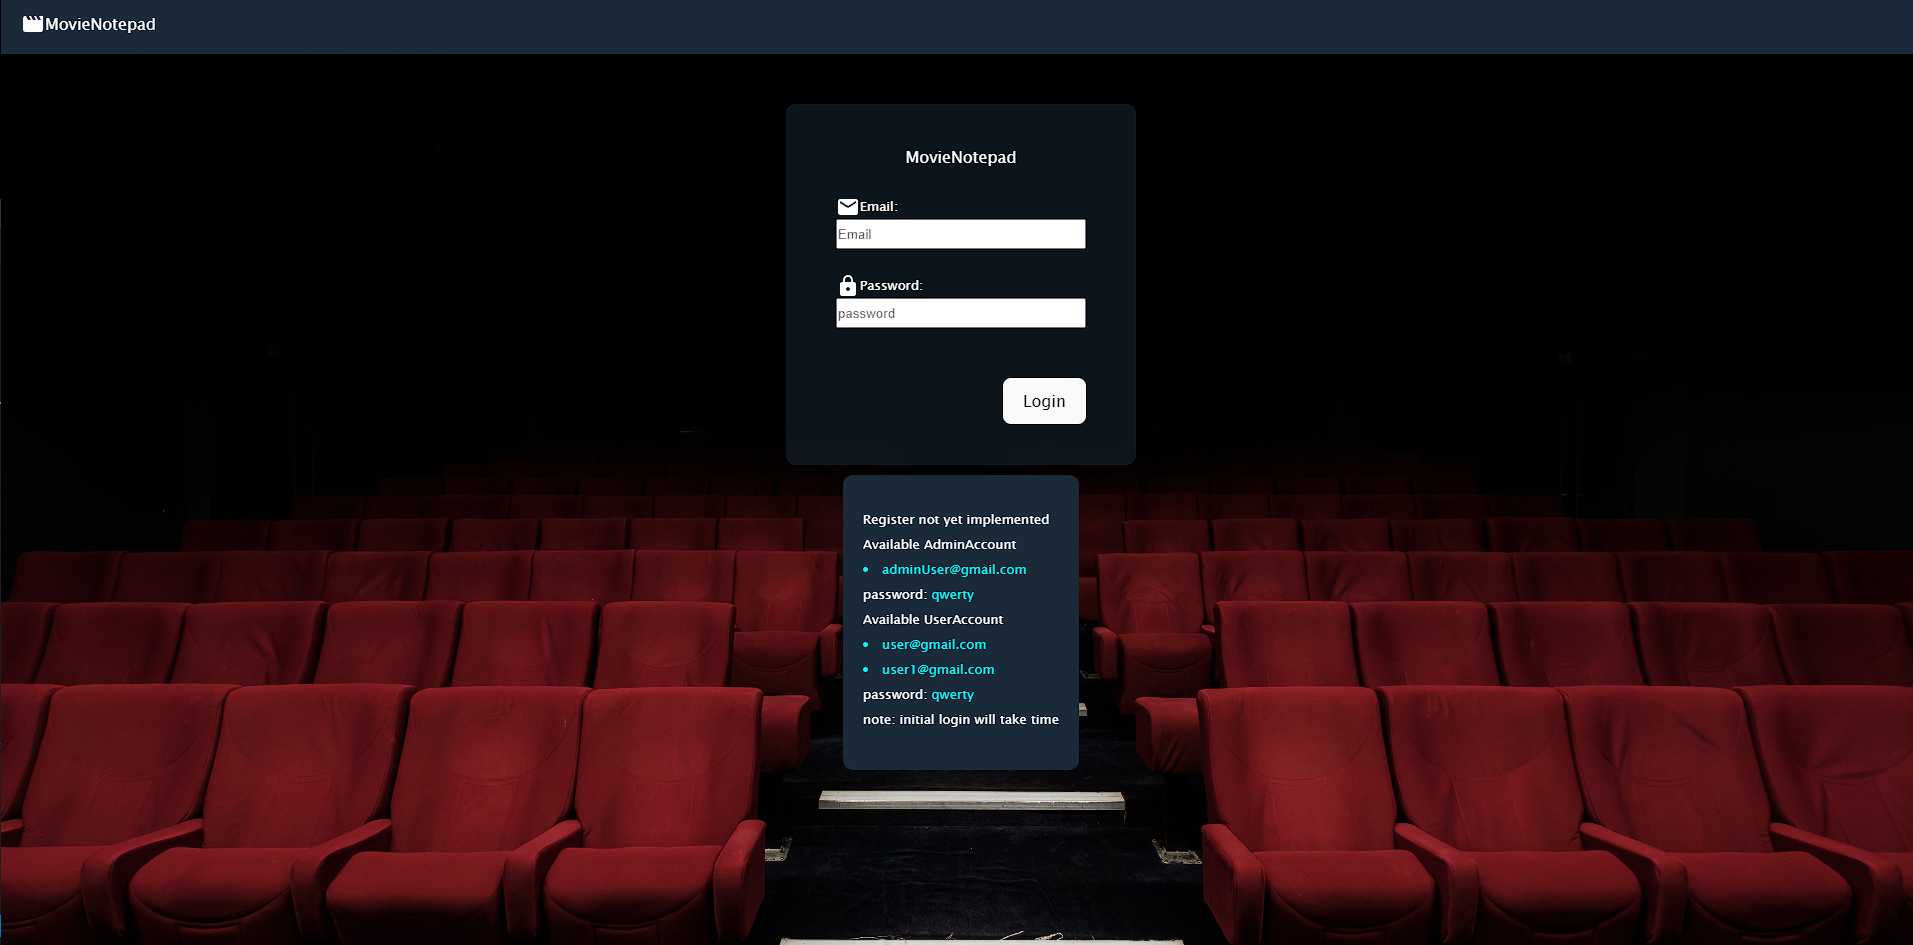 MovieNotepad
MovieNotepad
Email:
Email
Password:
password
Login
Register not yet implemented
Available AdminAccount
• adminUser@gmail.com
password: qwerty
Available UserAccount
• user@gmail.com
• user1@gmail.com
password: qwerty
note: initial login will take time